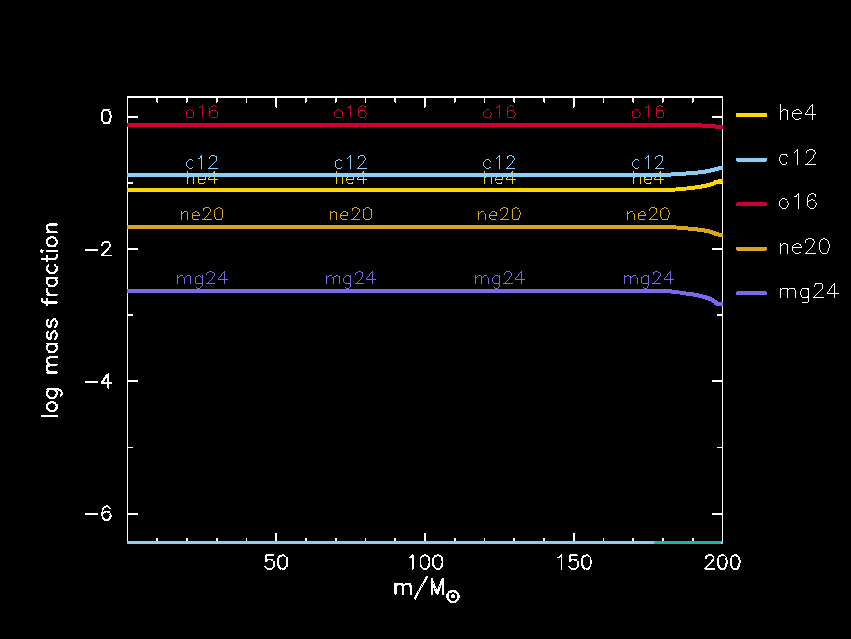 0
o16 o16 o16 o16
he4
c12 c12 c12 c12
c12
he4 he4 he4 he4
o16
ne20 ne20 ne20 ne20
ne20
−2
mg24 mg24 mg24 mg24
mg24
log mass fraction
−4
−6
50 100 150 200
m/M☉